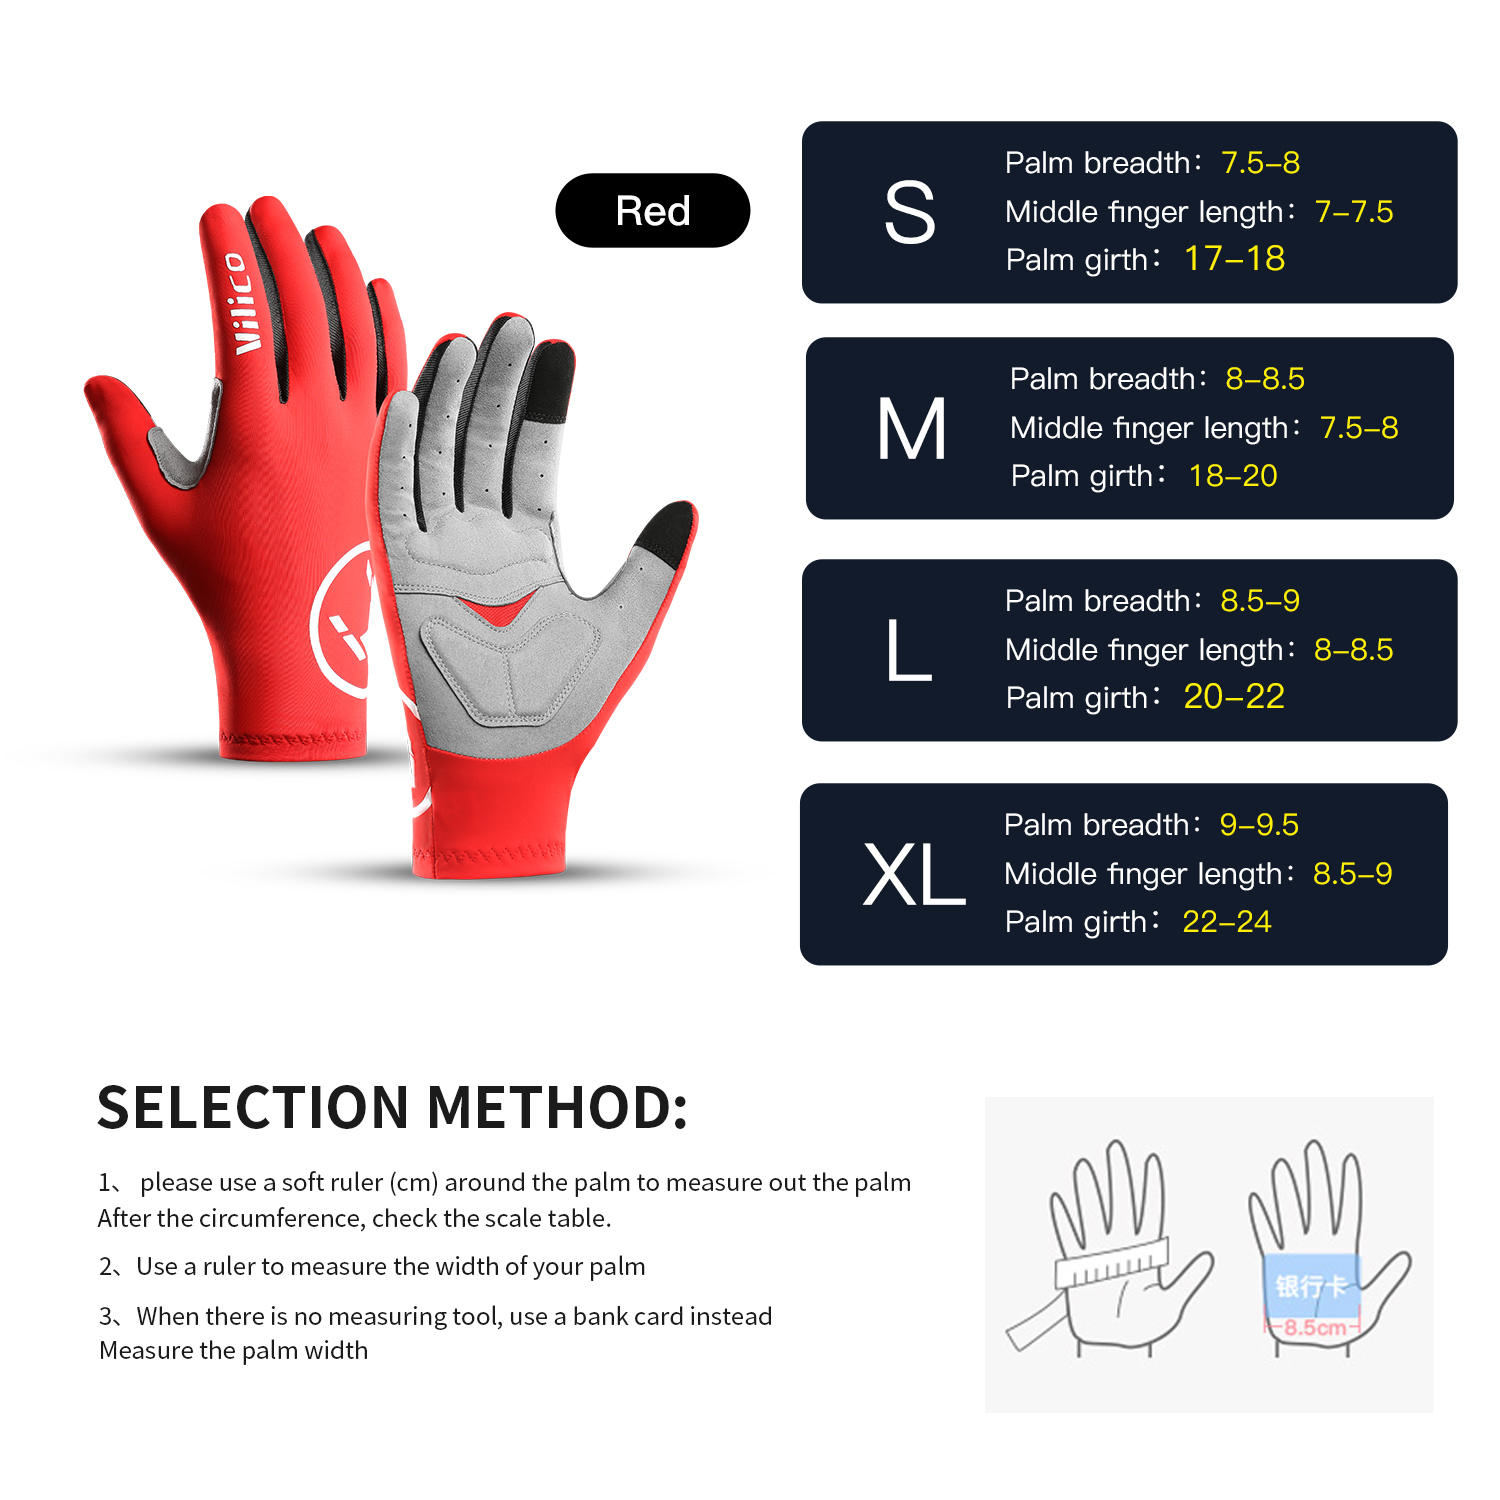 Red
Wilico
S
Palm breadth: 7.5–8
Middle finger length: 7–7.5
Palm girth: 17–18
M
Palm breadth: 8–8.5
Middle finger length: 7.5–8
Palm girth: 18–20
L
Palm breadth: 8.5–9
Middle finger length: 8–8.5
Palm girth: 20–22
XL
Palm breadth: 9–9.5
Middle finger length: 8.5–9
Palm girth: 22–24
SELECTION METHOD:
1、 please use a soft ruler (cm) around the palm to measure out the palm
After the circumference, check the scale table.
2、Use a ruler to measure the width of your palm
3、When there is no measuring tool, use a bank card instead
Measure the palm width
银行卡
8.5cm